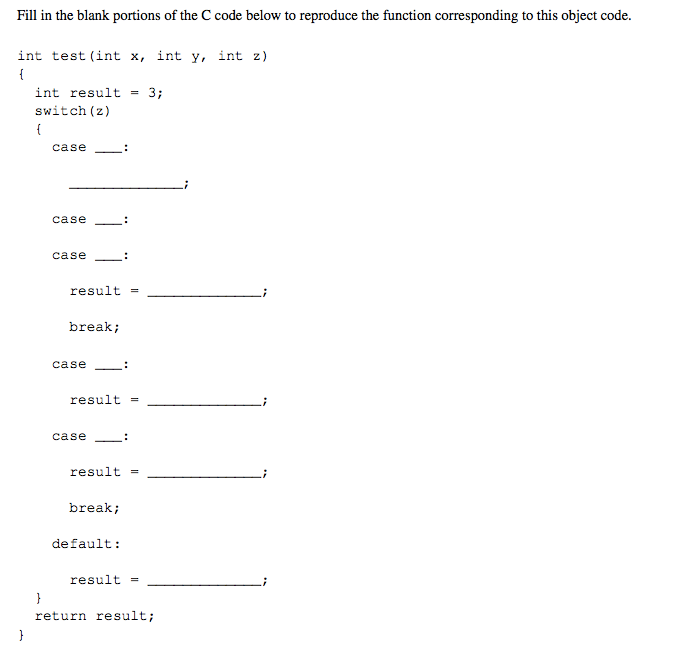 Fill in the blank portions of the C code below to reproduce the function corresponding to this object code.
int test(int x, int y, int z)
{
int result = 3;
switch(z)
{
case ___:
_____________;
case ___:
case ___:
result = _____________;
break;
case ___:
result = _____________;
case ___:
result = _____________;
break;
default:
result = _____________;
}
return result;
}